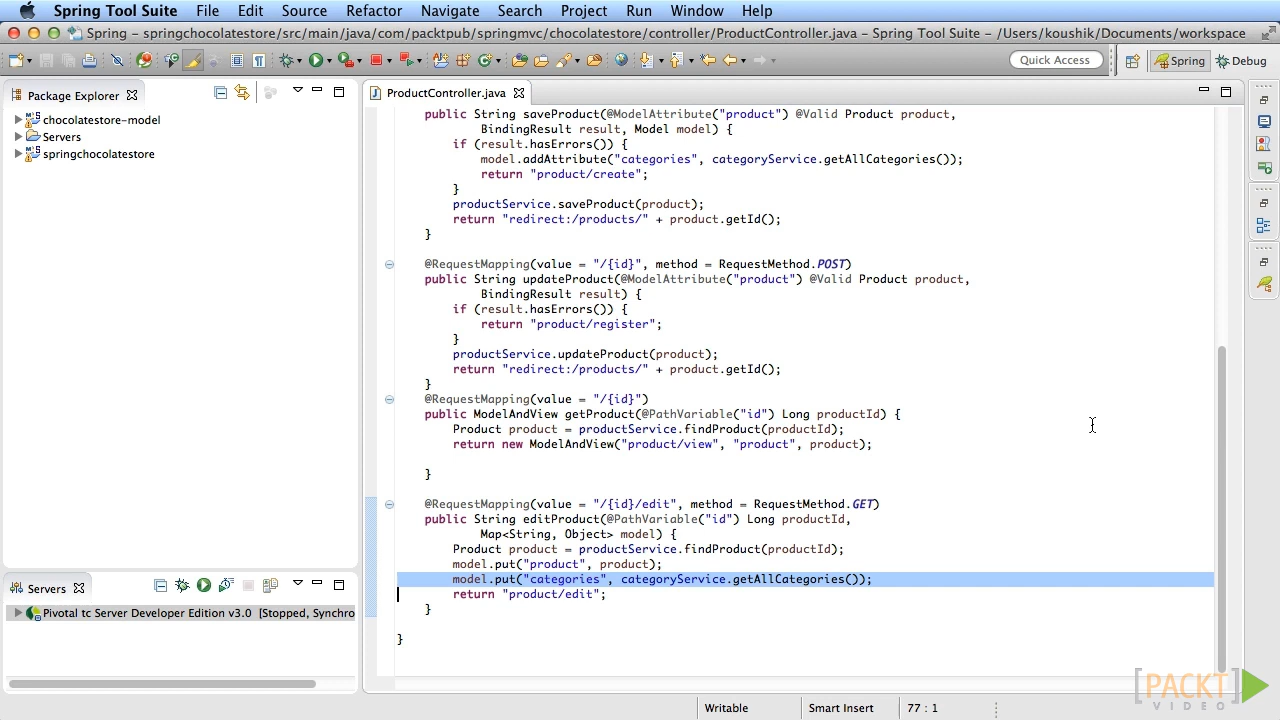 Spring Tool Suite File Edit Source Refactor Navigate Search Project Run Window Help
Spring – springchocolatestore/src/main/java/com/packtpub/springmvc/chocolatestore/controller/ProductController.java – Spring Tool Suite – /Users/koushik/Documents/workspace
Quick Access Spring Debug
Package Explorer
chocolatestore-model
Servers
springchocolatestore
ProductController.java
public String saveProduct(@ModelAttribute("product") @Valid Product product,
BindingResult result, Model model) {
if (result.hasErrors()) {
model.addAttribute("categories", categoryService.getAllCategories());
return "product/create";
}
productService.saveProduct(product);
return "redirect:/products/" + product.getId();
}
@RequestMapping(value = "/{id}", method = RequestMethod.POST)
public String updateProduct(@ModelAttribute("product") @Valid Product product,
BindingResult result) {
if (result.hasErrors()) {
return "product/register";
}
productService.updateProduct(product);
return "redirect:/products/" + product.getId();
}
@RequestMapping(value = "/{id}")
public ModelAndView getProduct(@PathVariable("id") Long productId) {
Product product = productService.findProduct(productId);
return new ModelAndView("product/view", "product", product);
}
@RequestMapping(value = "/{id}/edit", method = RequestMethod.GET)
public String editProduct(@PathVariable("id") Long productId,
Map<String, Object> model) {
Product product = productService.findProduct(productId);
model.put("product", product);
model.put("categories", categoryService.getAllCategories());
return "product/edit";
}
}
Servers
Pivotal tc Server Developer Edition v3.0 [Stopped, Synchro
Writable Smart Insert 77 : 1
[PACKT]
VIDEO